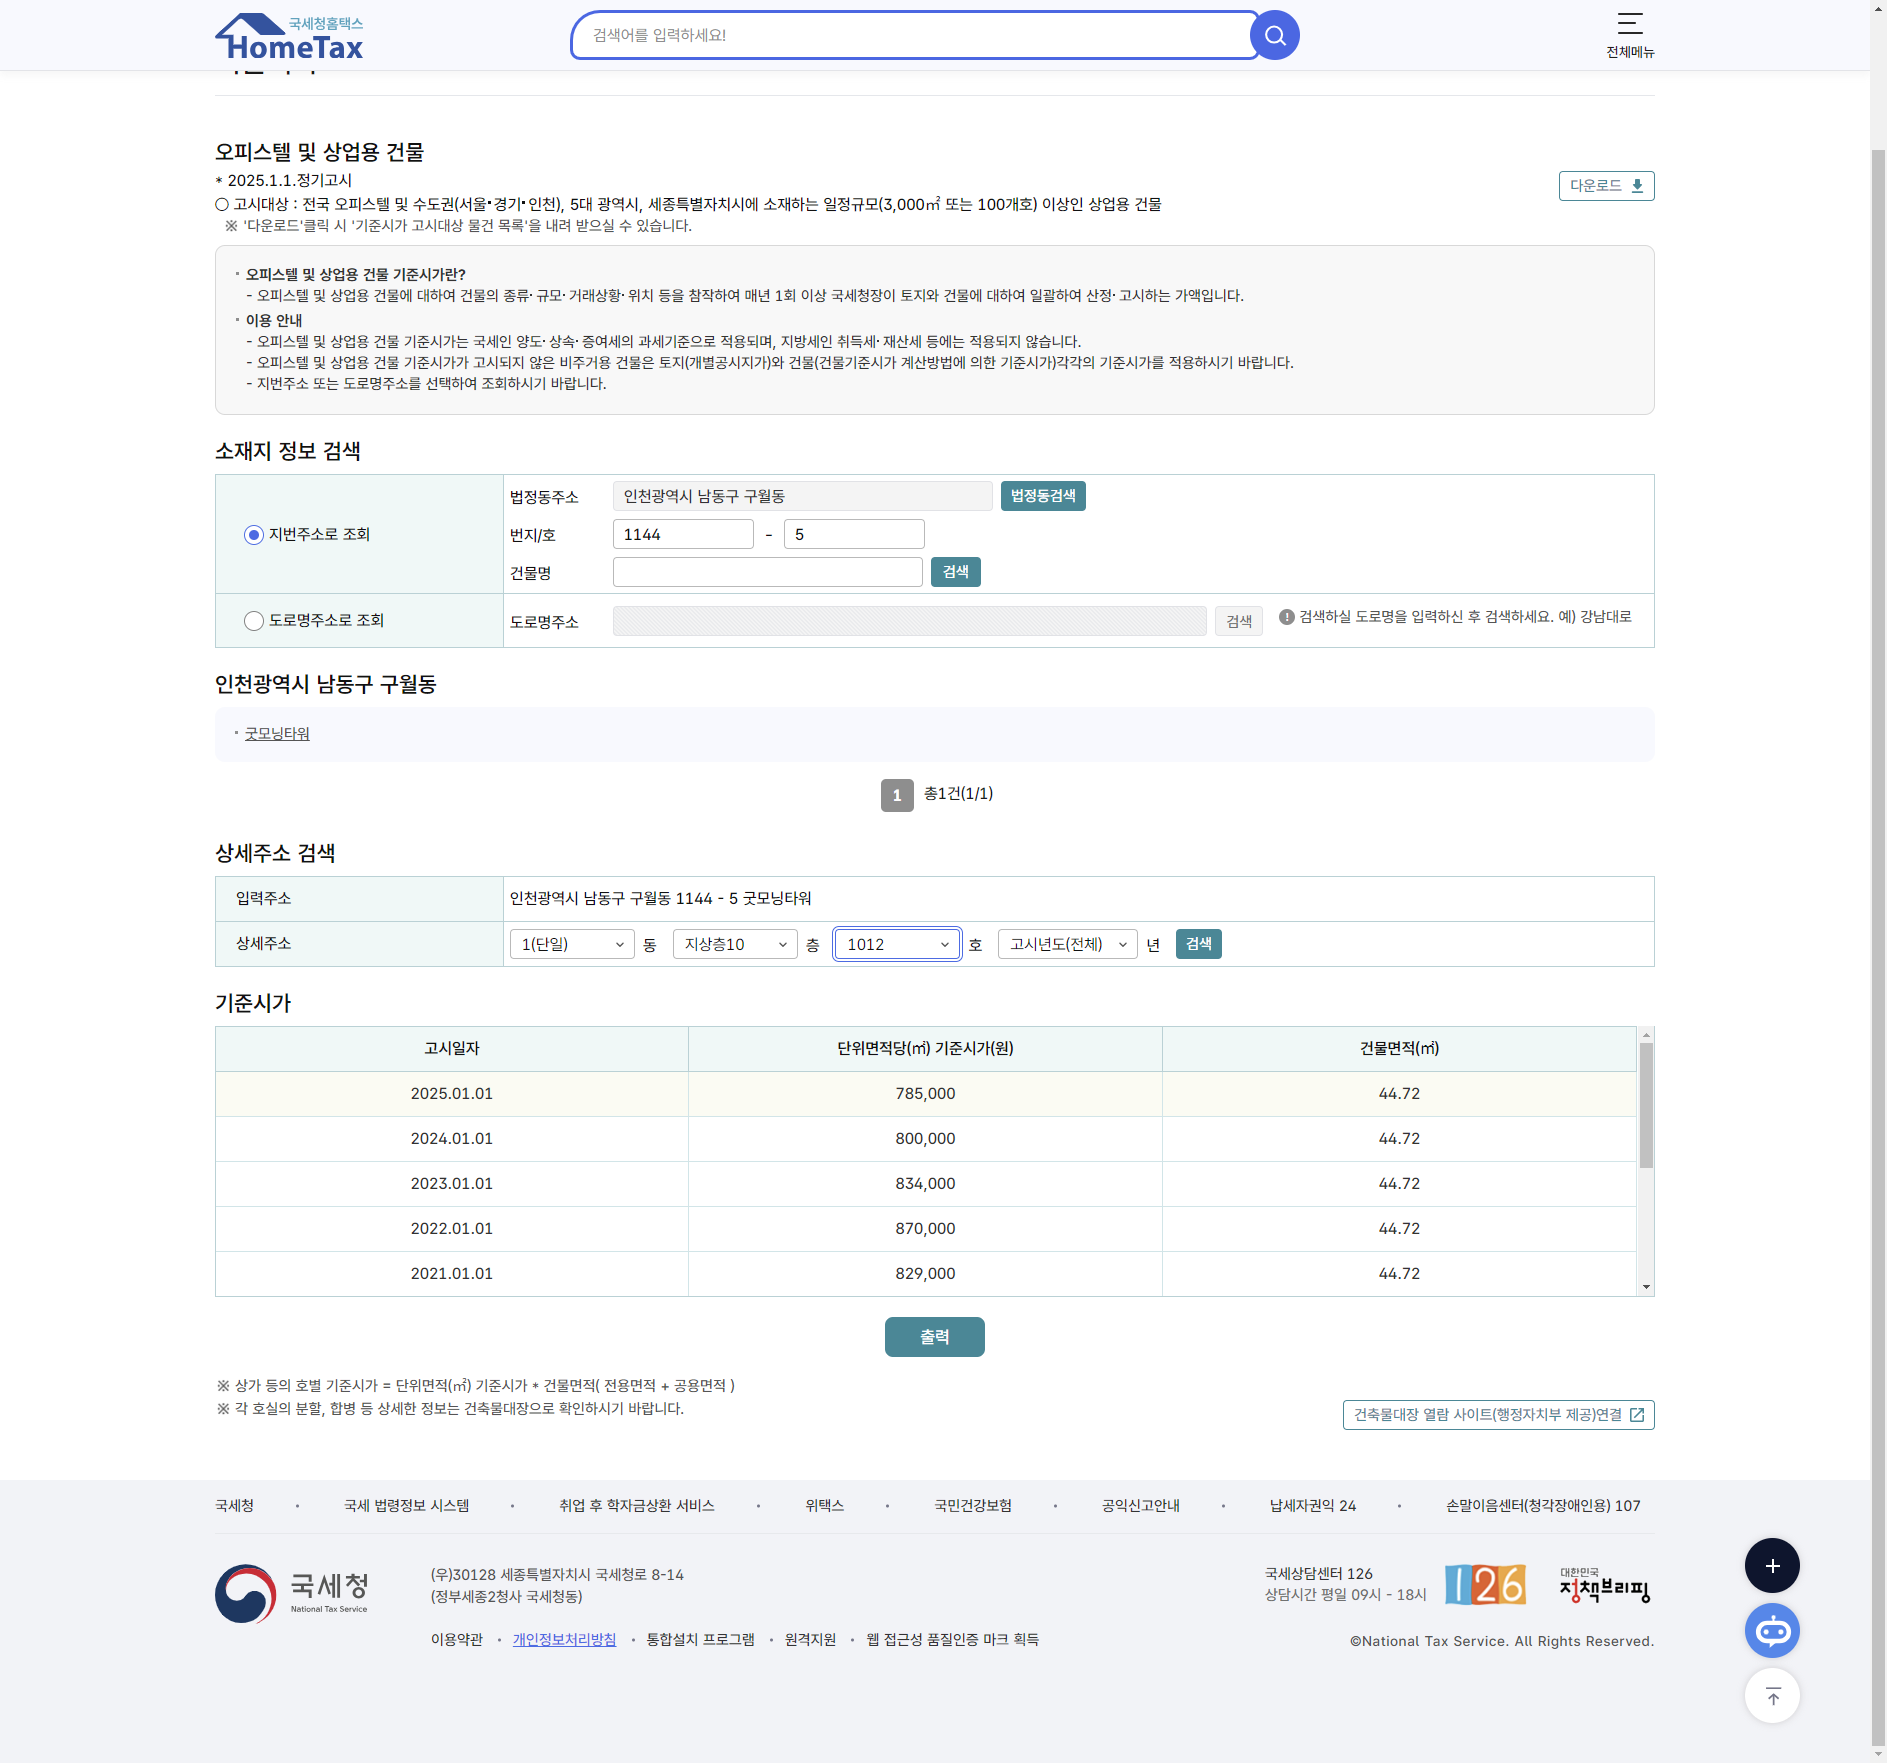 국세청홈택스
HomeTax
검색어를 입력하세요!
전체메뉴
오피스텔 및 상업용 건물
* 2025.1.1.정기고시
다운로드
○ 고시대상 : 전국 오피스텔 및 수도권(서울·경기·인천), 5대 광역시, 세종특별자치시에 소재하는 일정규모(3,000㎡ 또는 100개호) 이상인 상업용 건물
※ '다운로드'클릭 시 '기준시가 고시대상 물건 목록'을 내려 받으실 수 있습니다.
· 오피스텔 및 상업용 건물 기준시가란?
- 오피스텔 및 상업용 건물에 대하여 건물의 종류· 규모· 거래상황· 위치 등을 참작하여 매년 1회 이상 국세청장이 토지와 건물에 대하여 일괄하여 산정· 고시하는 가액입니다.
· 이용 안내
- 오피스텔 및 상업용 건물 기준시가는 국세인 양도· 상속· 증여세의 과세기준으로 적용되며, 지방세인 취득세· 재산세 등에는 적용되지 않습니다.
- 오피스텔 및 상업용 건물 기준시가가 고시되지 않은 비주거용 건물은 토지(개별공시지가)와 건물(건물기준시가 계산방법에 의한 기준시가)각각의 기준시가를 적용하시기 바랍니다.
- 지번주소 또는 도로명주소를 선택하여 조회하시기 바랍니다.
소재지 정보 검색
지번주소로 조회
법정동주소 인천광역시 남동구 구월동 법정동검색
번지/호 1144 - 5
건물명 검색
도로명주소로 조회 도로명주소 검색 검색하실 도로명을 입력하신 후 검색하세요. 예) 강남대로
인천광역시 남동구 구월동
· 굿모닝타워
1 총1건(1/1)
상세주소 검색
입력주소 인천광역시 남동구 구월동 1144 - 5 굿모닝타워
상세주소 1(단일) 동 지상층10 층 1012 호 고시년도(전체) 년 검색
기준시가
고시일자 단위면적당(㎡) 기준시가(원) 건물면적(㎡)
2025.01.01 785,000 44.72
2024.01.01 800,000 44.72
2023.01.01 834,000 44.72
2022.01.01 870,000 44.72
2021.01.01 829,000 44.72
출력
※ 상가 등의 호별 기준시가 = 단위면적(㎡) 기준시가 * 건물면적( 전용면적 + 공용면적 )
※ 각 호실의 분할, 합병 등 상세한 정보는 건축물대장으로 확인하시기 바랍니다.
건축물대장 열람 사이트(행정자치부 제공)연결
국세청 · 국세 법령정보 시스템 · 취업 후 학자금상환 서비스 · 위택스 · 국민건강보험 · 공익신고안내 · 납세자권익 24 · 손말이음센터(청각장애인용) 107
국세청
National Tax Service
(우)30128 세종특별자치시 국세청로 8-14
(정부세종2청사 국세청동)
국세상담센터 126
상담시간 평일 09시 - 18시
126
대한민국
정책브리핑
이용약관 · 개인정보처리방침 · 통합설치 프로그램 · 원격지원 · 웹 접근성 품질인증 마크 획득
©National Tax Service. All Rights Reserved.